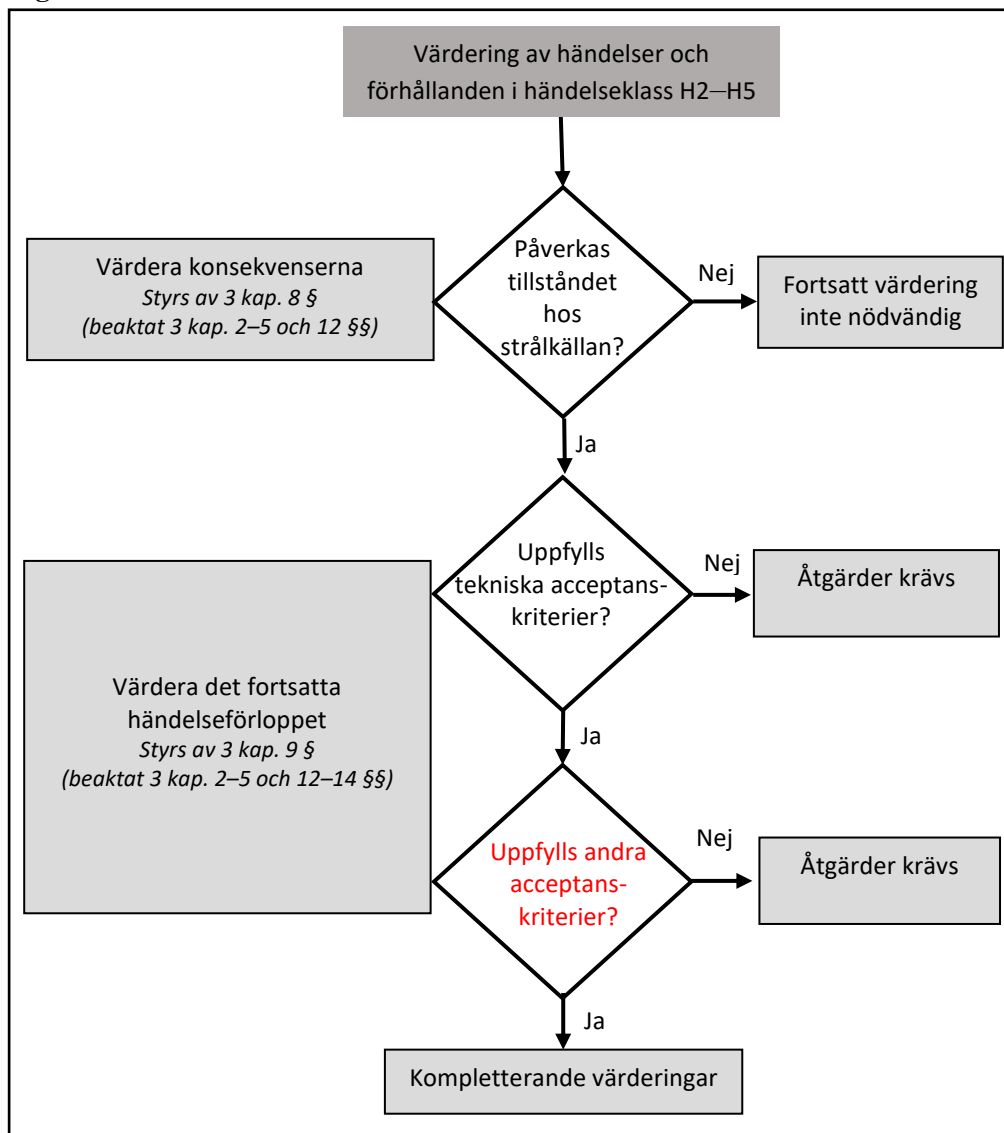 Värdering av händelser och
förhållanden i händelseklass H2–H5
Värdera konsekvenserna
Styrs av 3 kap. 8 §
(beaktat 3 kap. 2–5 och 12 §§)
Påverkas
tillståndet
hos
strålkällan?
Nej
Fortsatt värdering
inte nödvändig
Ja
Värdera det fortsatta
händelseförloppet
Styrs av 3 kap. 9 §
(beaktat 3 kap. 2–5 och 12–14 §§)
Uppfylls
tekniska acceptans-
kriterier?
Nej
Åtgärder krävs
Ja
Uppfylls andra
acceptans-
kriterier?
Nej
Åtgärder krävs
Ja
Kompletterande värderingar